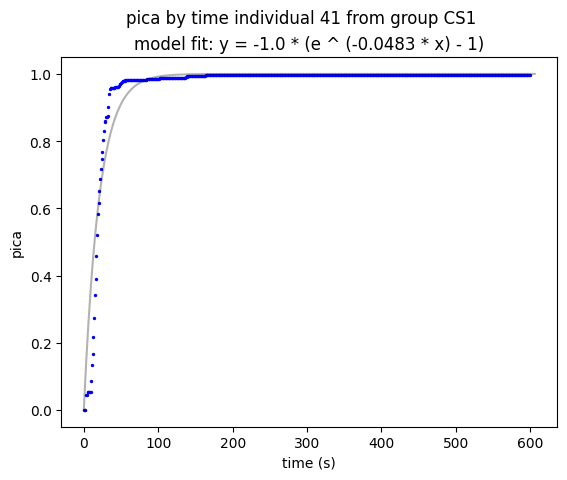 pica by time individual 41 from group CS1
model fit: y = -1.0 * (e ^ (-0.0483 * x) - 1)
1.0
0.8
0.6
0.4
0.2
0.0
pica
0 100 200 300 400 500 600
time (s)